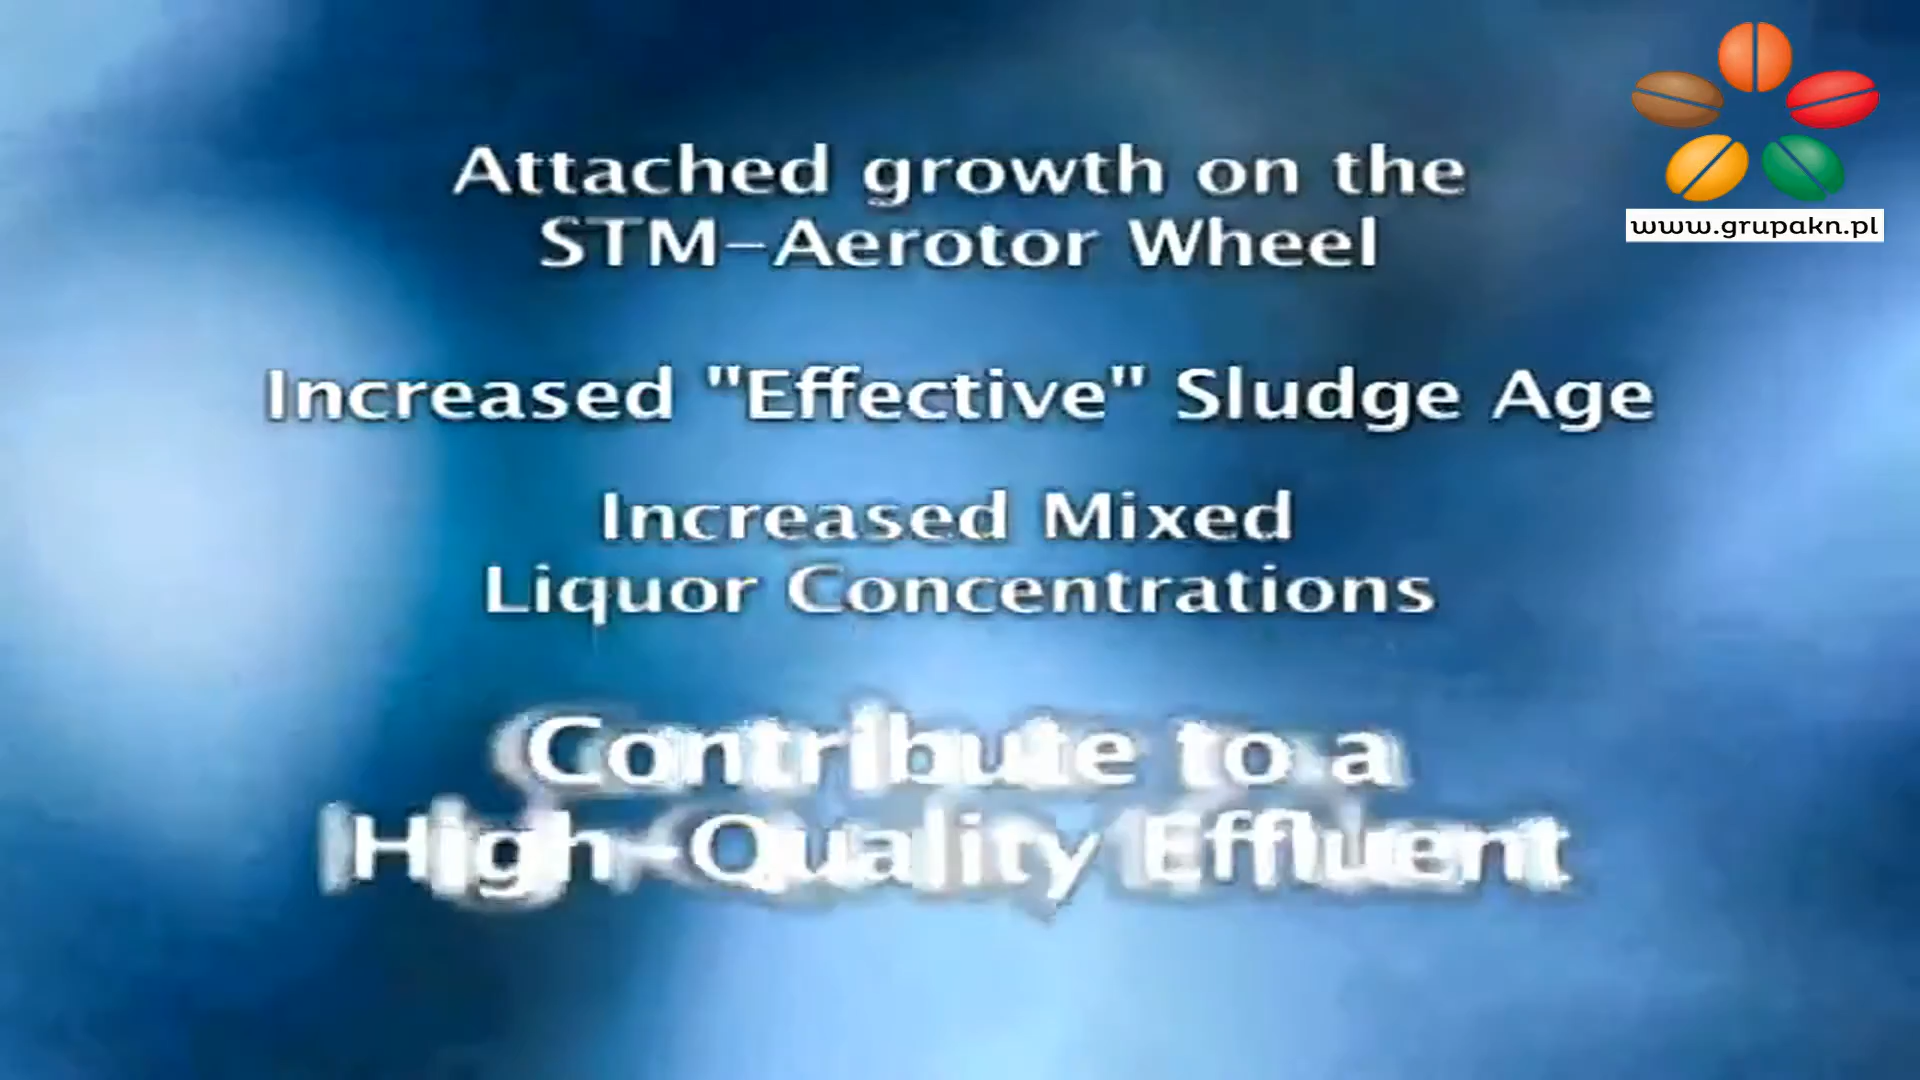 www.grupakn.pl
Attached growth on the
STM-Aerotor Wheel
Increased "Effective" Sludge Age
Increased Mixed
Liquor Concentrations
Contribute to a
High-Quality Effluent